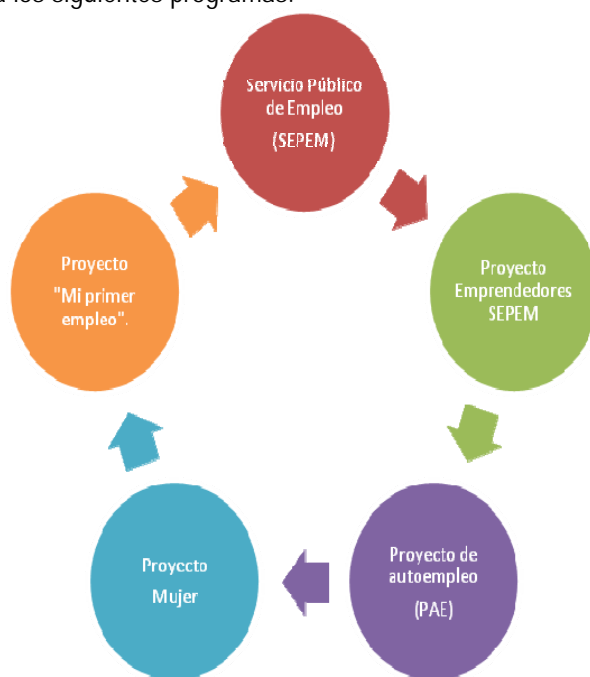 los siguientes programas.
Servicio Público
de Empleo
(SEPEM)
Proyecto
Emprendedores
SEPEM
Proyecto de
autoempleo
(PAE)
Proyecto
Mujer
Proyecto
"Mi primer
empleo".